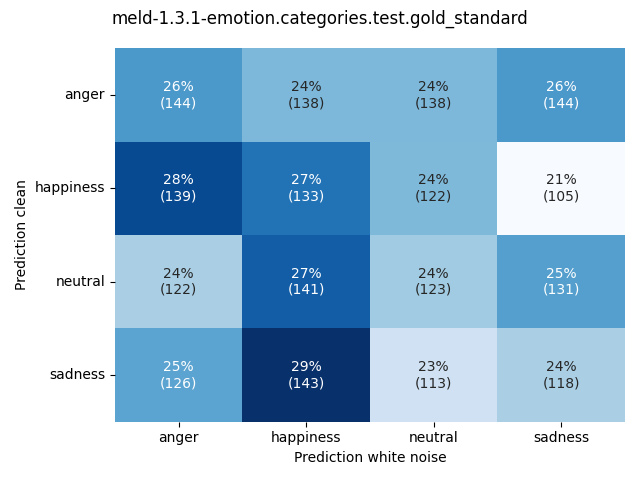 meld-1.3.1-emotion.categories.test.gold_standard
anger
26%
(144)
24%
(138)
24%
(138)
26%
(144)
happiness
28%
(139)
27%
(133)
24%
(122)
21%
(105)
neutral
24%
(122)
27%
(141)
24%
(123)
25%
(131)
sadness
25%
(126)
29%
(143)
23%
(113)
24%
(118)
Prediction clean
anger
happiness
neutral
sadness
Prediction white noise